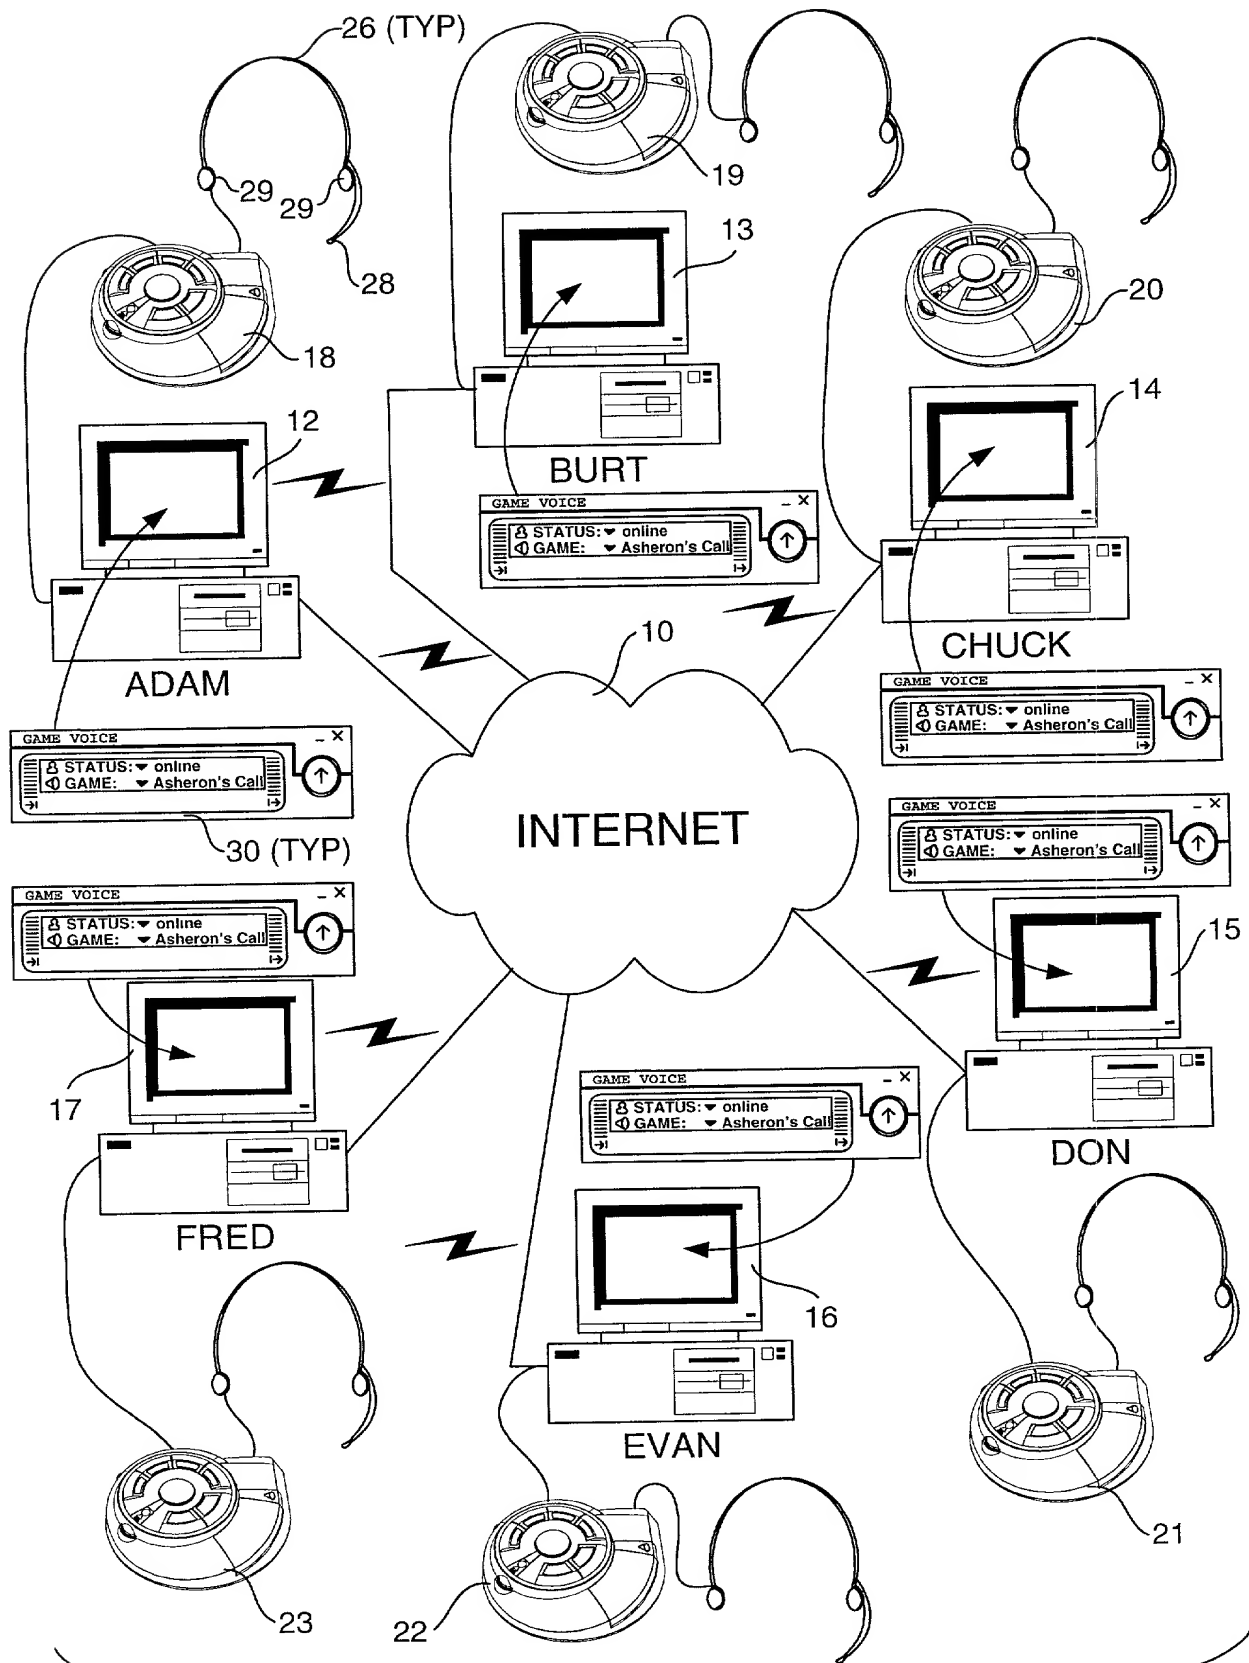 26 (TYP)
29
29
28
18
19
13
20
12
14
BURT
GAME VOICE _ X
STATUS: online
GAME: Asheron's Call
ADAM
CHUCK
10
GAME VOICE _ X
STATUS: online
GAME: Asheron's Call
GAME VOICE _ X
STATUS: online
GAME: Asheron's Call
30 (TYP)
INTERNET
GAME VOICE _ X
STATUS: online
GAME: Asheron's Call
15
GAME VOICE _ X
STATUS: online
GAME: Asheron's Call
17
GAME VOICE _ X
STATUS: online
GAME: Asheron's Call
DON
FRED
16
EVAN
21
23
22